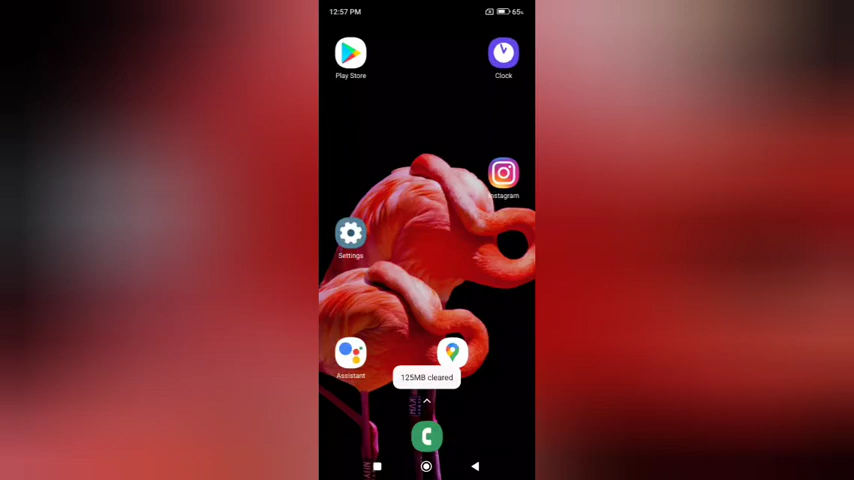 12:57 PM
65%
Play Store
Clock
Instagram
Settings
Assistant
125MB cleared